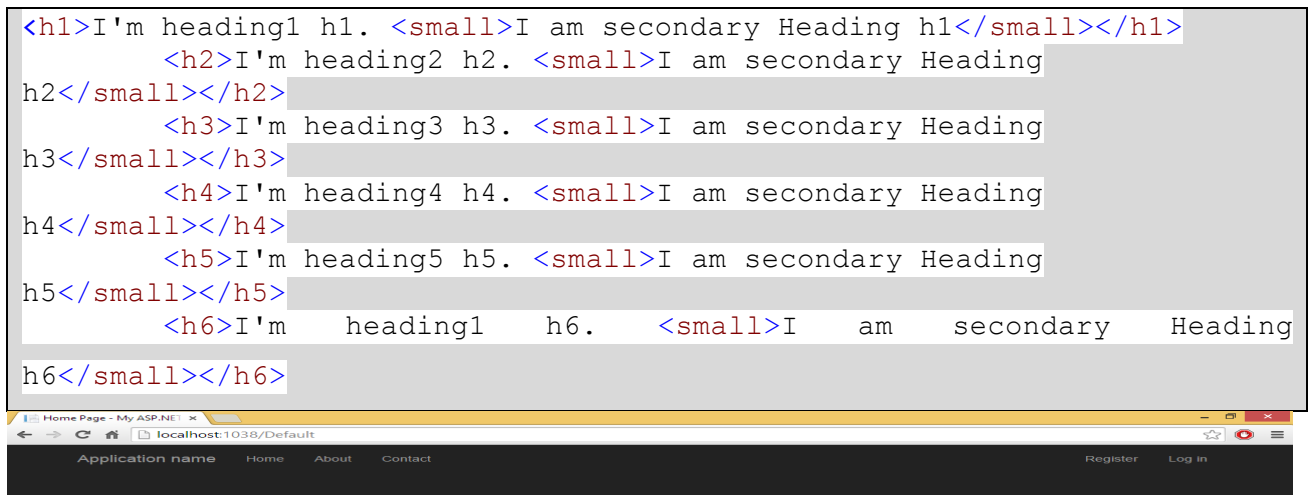 <h1>I'm heading1 h1. <small>I am secondary Heading h1</small></h1>
<h2>I'm heading2 h2. <small>I am secondary Heading
h2</small></h2>
<h3>I'm heading3 h3. <small>I am secondary Heading
h3</small></h3>
<h4>I'm heading4 h4. <small>I am secondary Heading
h4</small></h4>
<h5>I'm heading5 h5. <small>I am secondary Heading
h5</small></h5>
<h6>I'm heading1 h6. <small>I am secondary Heading
h6</small></h6>
Home Page - My ASP.NET
localhost:1038/Default
Application name Home About Contact Register Log in